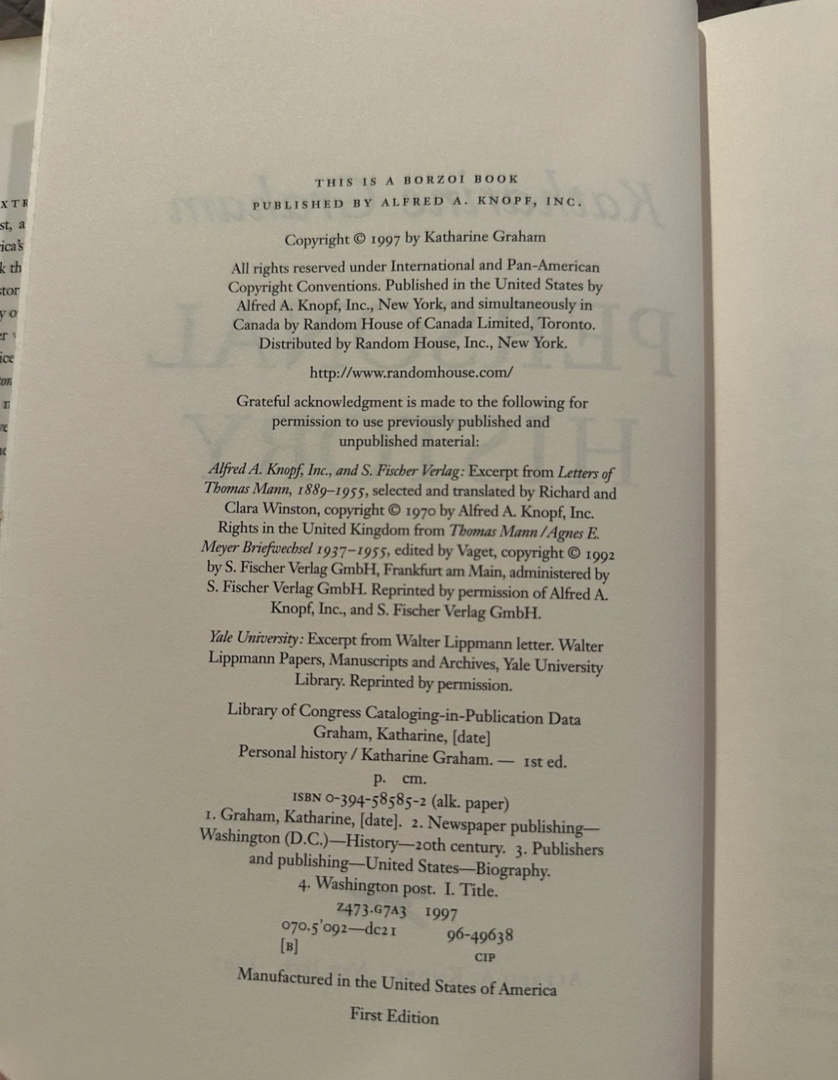 THIS IS A BORZOI BOOK
PUBLISHED BY ALFRED A. KNOPF, INC.
Copyright © 1997 by Katharine Graham
All rights reserved under International and Pan-American
Copyright Conventions. Published in the United States by
Alfred A. Knopf, Inc., New York, and simultaneously in
Canada by Random House of Canada Limited, Toronto.
Distributed by Random House, Inc., New York.
http://www.randomhouse.com/
Grateful acknowledgment is made to the following for
permission to use previously published and
unpublished material:
Alfred A. Knopf, Inc., and S. Fischer Verlag: Excerpt from Letters of
Thomas Mann, 1889–1955, selected and translated by Richard and
Clara Winston, copyright © 1970 by Alfred A. Knopf, Inc.
Rights in the United Kingdom from Thomas Mann/Agnes E.
Meyer Briefwechsel 1937–1955, edited by Vaget, copyright © 1992
by S. Fischer Verlag GmbH, Frankfurt am Main, administered by
S. Fischer Verlag GmbH. Reprinted by permission of Alfred A.
Knopf, Inc., and S. Fischer Verlag GmbH.
Yale University: Excerpt from Walter Lippmann letter. Walter
Lippmann Papers, Manuscripts and Archives, Yale University
Library. Reprinted by permission.
Library of Congress Cataloging-in-Publication Data
Graham, Katharine, [date]
Personal history / Katharine Graham. — 1st ed.
p. cm.
ISBN 0-394-58585-2 (alk. paper)
1. Graham, Katharine, [date]. 2. Newspaper publishing—
Washington (D.C.)—History—20th century. 3. Publishers
and publishing—United States—Biography.
4. Washington post. I. Title.
Z473.G7A3 1997
070.5'092—dc21 96-49638
[B] CIP
Manufactured in the United States of America
First Edition